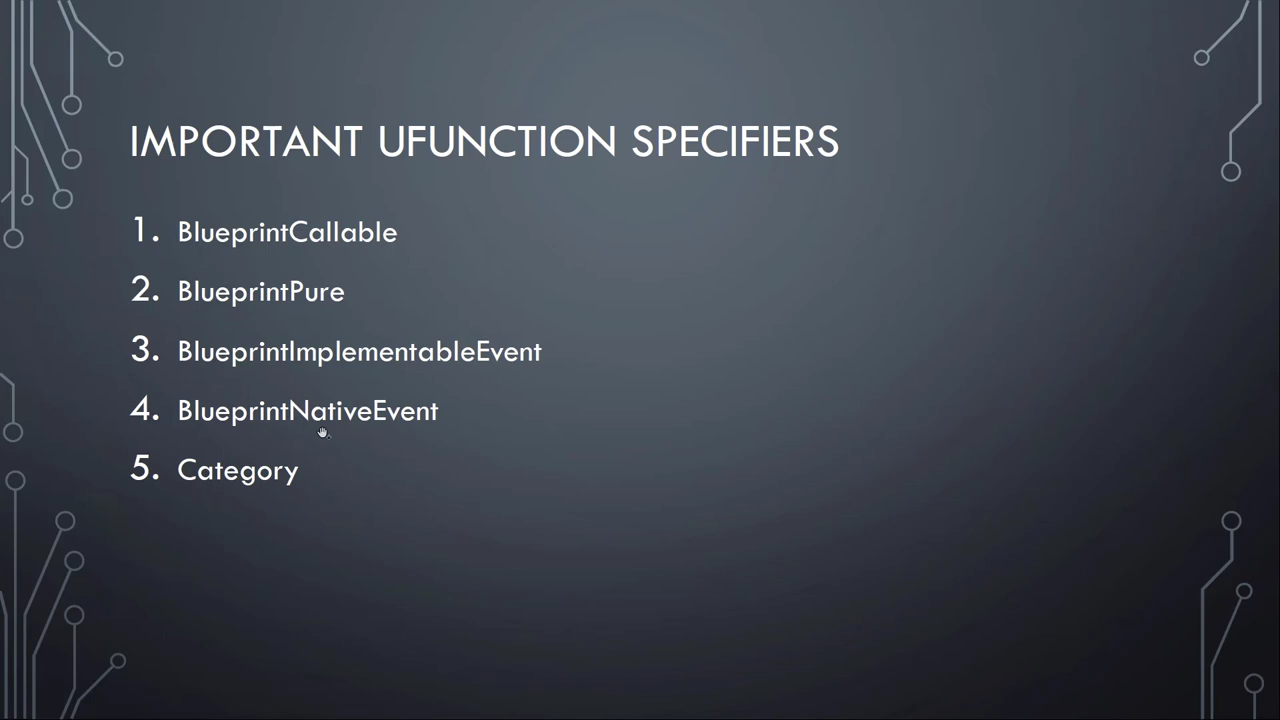 IMPORTANT UFUNCTION SPECIFIERS
1. BlueprintCallable
2. BlueprintPure
3. BlueprintImplementableEvent
4. BlueprintNativeEvent
5. Category